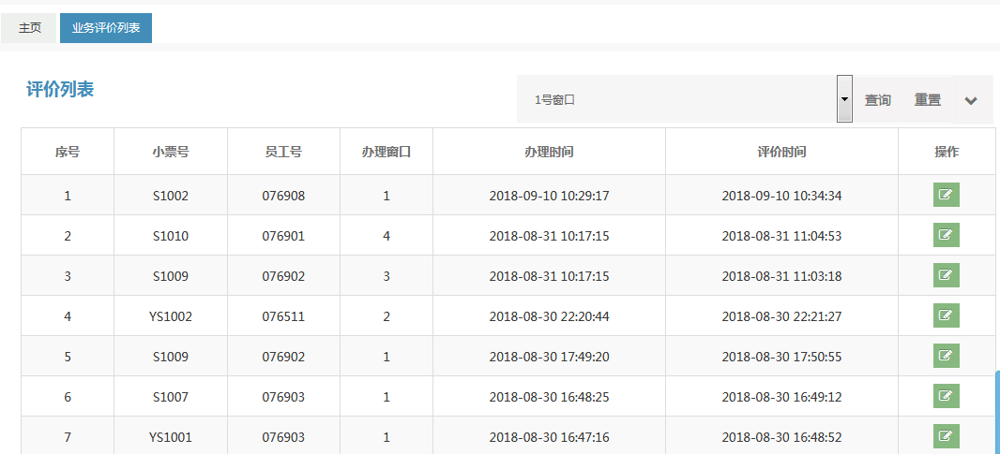 主页 业务评价列表
评价列表 1号窗口 查询 重置
序号 小票号 员工号 办理窗口 办理时间 评价时间 操作
1 S1002 076908 1 2018-09-10 10:29:17 2018-09-10 10:34:34
2 S1010 076901 4 2018-08-31 10:17:15 2018-08-31 11:04:53
3 S1009 076902 3 2018-08-31 10:17:15 2018-08-31 11:03:18
4 YS1002 076511 2 2018-08-30 22:20:44 2018-08-30 22:21:27
5 S1009 076902 1 2018-08-30 17:49:20 2018-08-30 17:50:55
6 S1007 076903 1 2018-08-30 16:48:25 2018-08-30 16:49:12
7 YS1001 076903 1 2018-08-30 16:47:16 2018-08-30 16:48:52